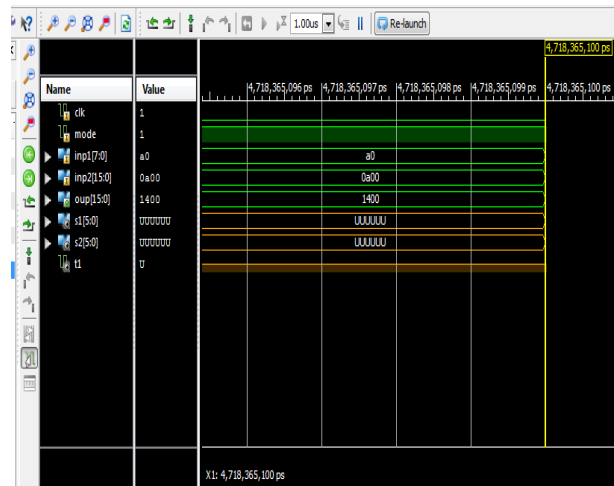 1.00us Re-launch
4,718,365,100 ps
Name Value
4,718,365,096 ps 4,718,365,097 ps 4,718,365,098 ps 4,718,365,099 ps 4,718,365,100 ps
clk 1
mode 1
inp1[7:0] a0 a0
inp2[15:0] 0a00 0a00
oup[15:0] 1400 1400
s1[5:0] UUUUUU UUUUUU
s2[5:0] UUUUUU UUUUUU
t1 U
X1: 4,718,365,100 ps